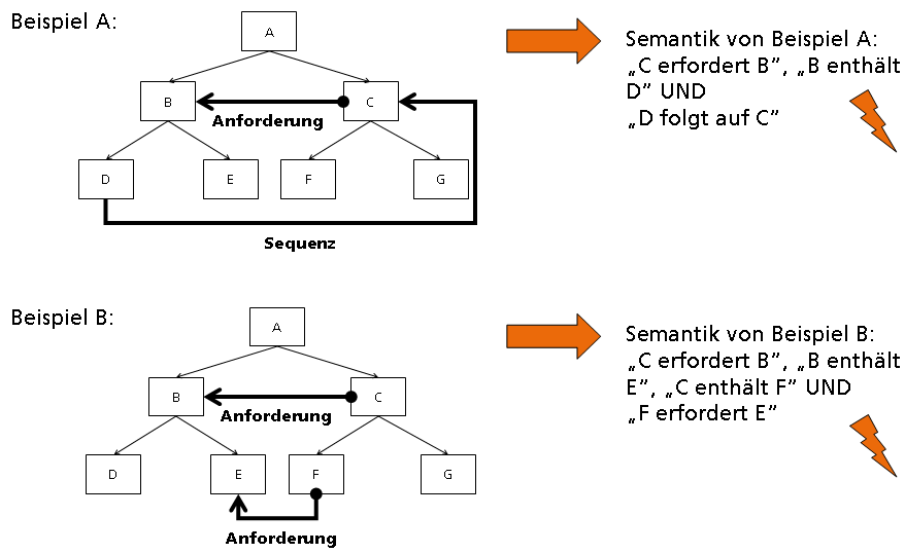 Beispiel A:
A
B
C
Anforderung
D
E
F
G
Sequenz
Semantik von Beispiel A:
„C erfordert B”, „B enthält
D” UND
„D folgt auf C”
Beispiel B:
A
B
C
Anforderung
D
E
F
G
Anforderung
Semantik von Beispiel B:
„C erfordert B”, „B enthält
E”, „C enthält F” UND
„F erfordert E”